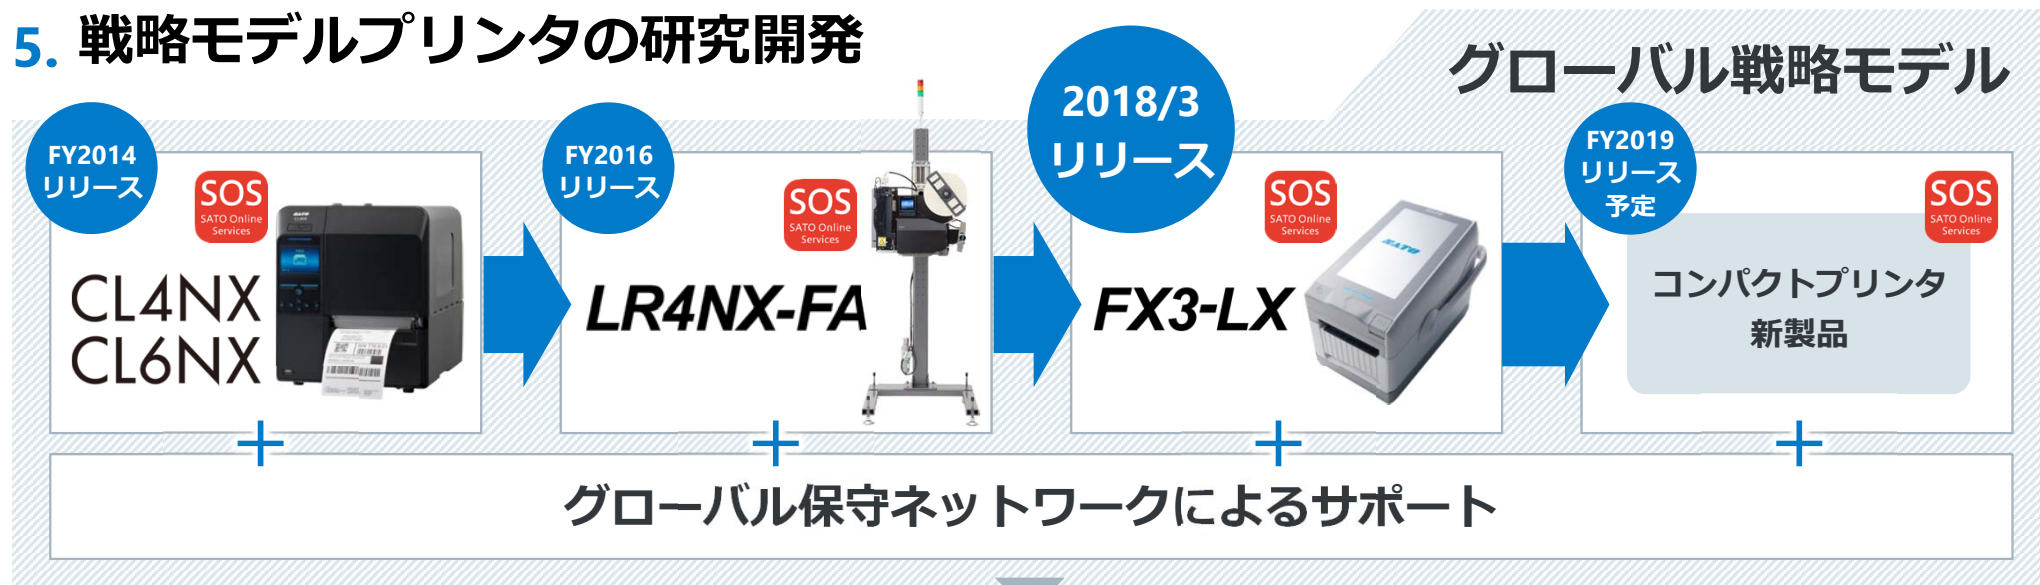 5. 戦略モデルプリンタの研究開発
グローバル戦略モデル
FY2014
リリース
SOS
SATO Online
Services
CL4NX
CL6NX
FY2016
リリース
SOS
SATO Online
Services
LR4NX-FA
2018/3
リリース
SOS
SATO Online
Services
FX3-LX
SATO
FY2019
リリース
予定
SOS
SATO Online
Services
コンパクトプリンタ
新製品
グローバル保守ネットワークによるサポート